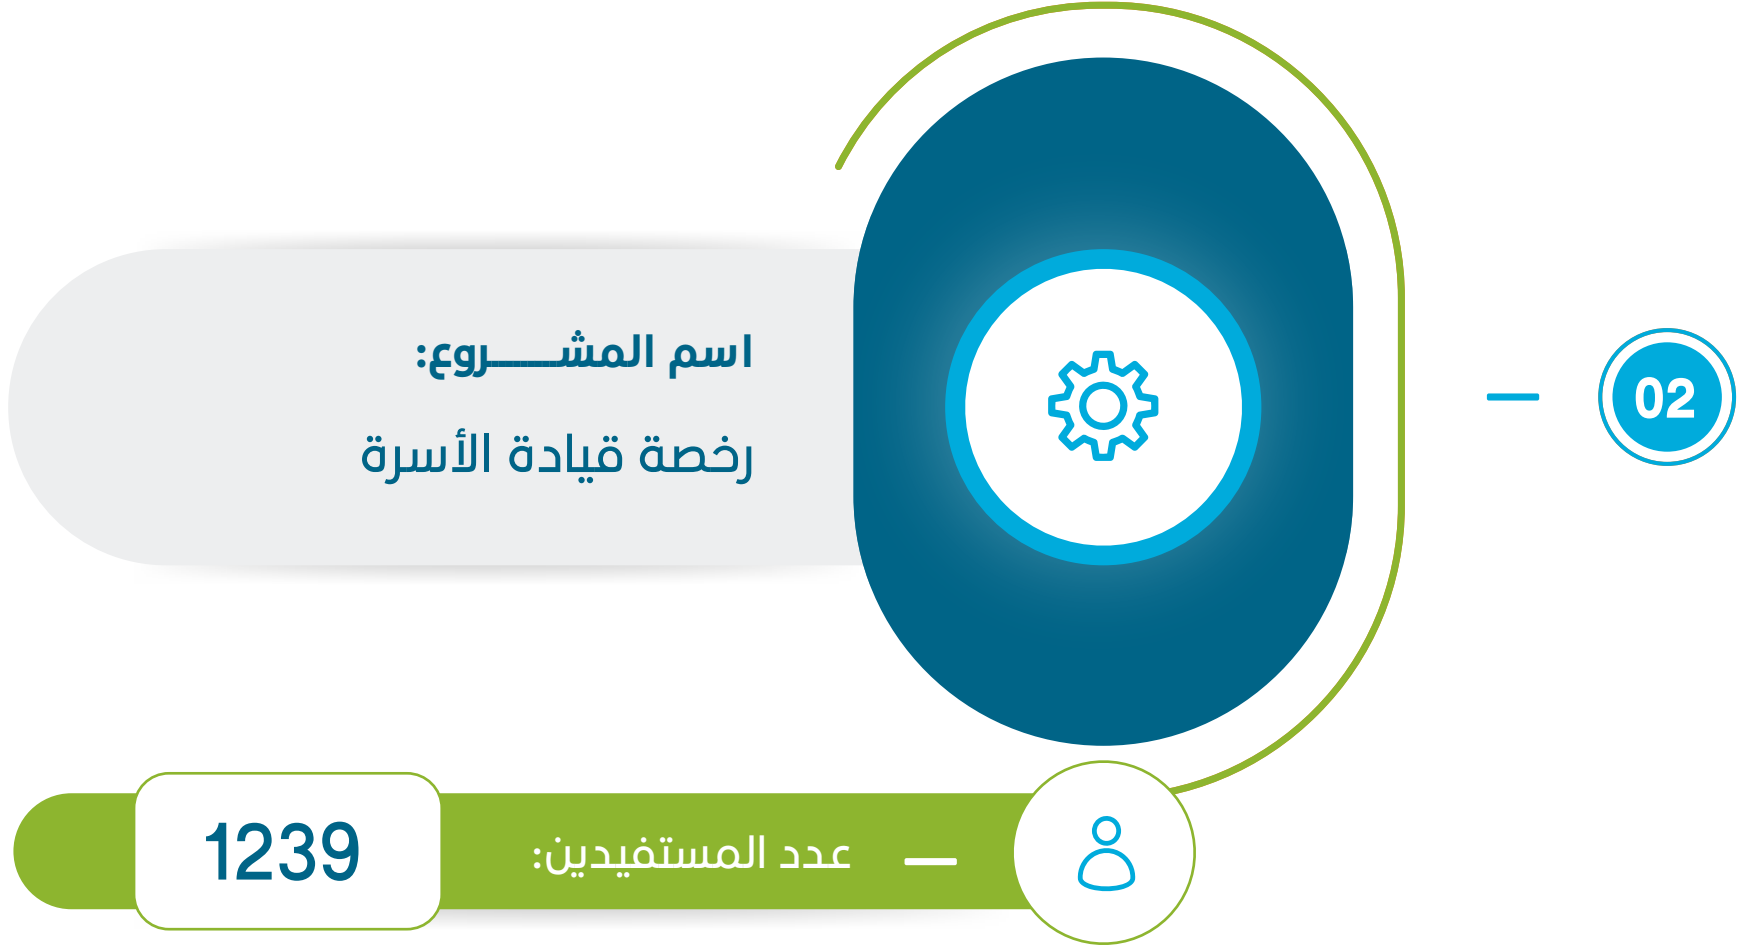 02
اسم المشـــــروع:
رخصة قيادة الأسرة
عدد المستفيدين:
1239